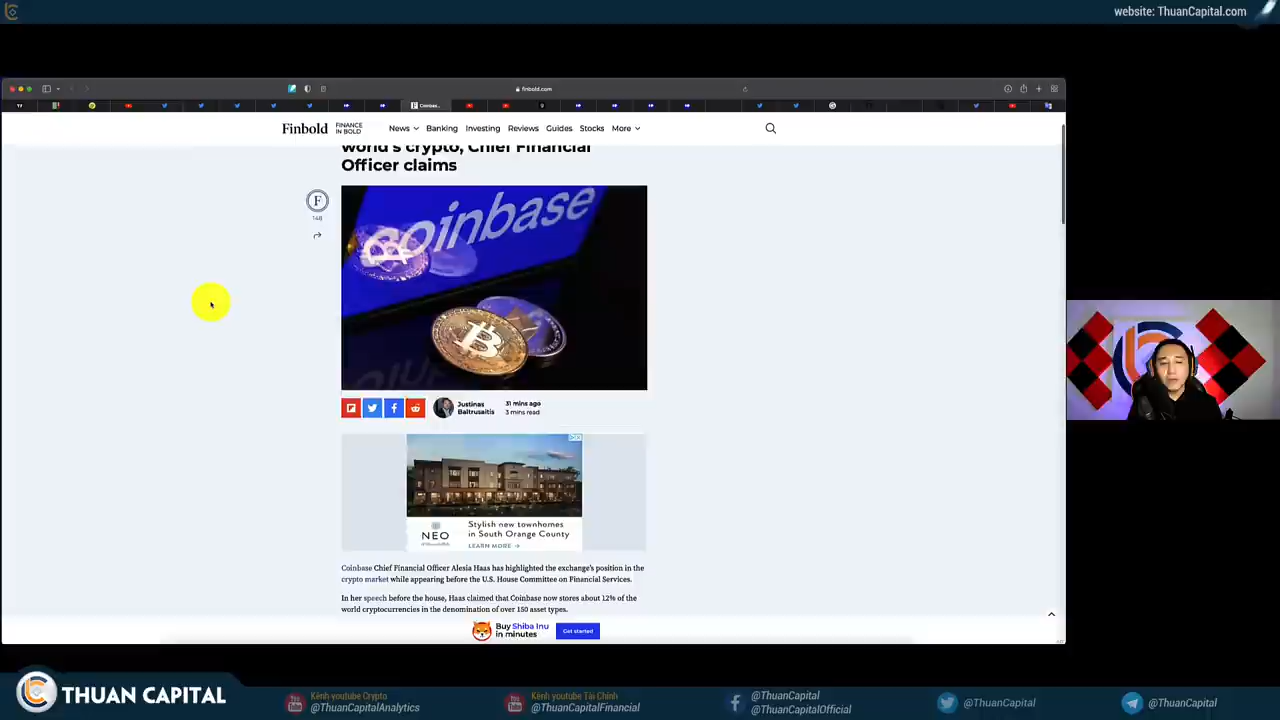 website: ThuanCapital.com
finbold.com
Coinbas...
Finbold
FINANCE
IN BOLD
News
Banking
Investing
Reviews
Guides
Stocks
More
world's crypto, Chief Financial
Officer claims
coinbase
F
148
Justinas
Baltrusaitis
31 mins ago
3 mins read
NEO
Stylish new townhomes
in South Orange County
LEARN MORE
Coinbase Chief Financial Officer Alesia Haas has highlighted the exchange's position in the
crypto market while appearing before the U.S. House Committee on Financial Services.
In her speech before the house, Haas claimed that Coinbase now stores about 12% of the
world cryptocurrencies in the denomination of over 150 asset types.
Buy Shiba Inu
in minutes
Get started
THUAN CAPITAL
Kênh youtube Crypto
@ThuanCapitalAnalytics
Kênh youtube Tài Chính
@ThuanCapitalFinancial
@ThuanCapital
@ThuanCapitalOfficial
@ThuanCapital
@ThuanCapital